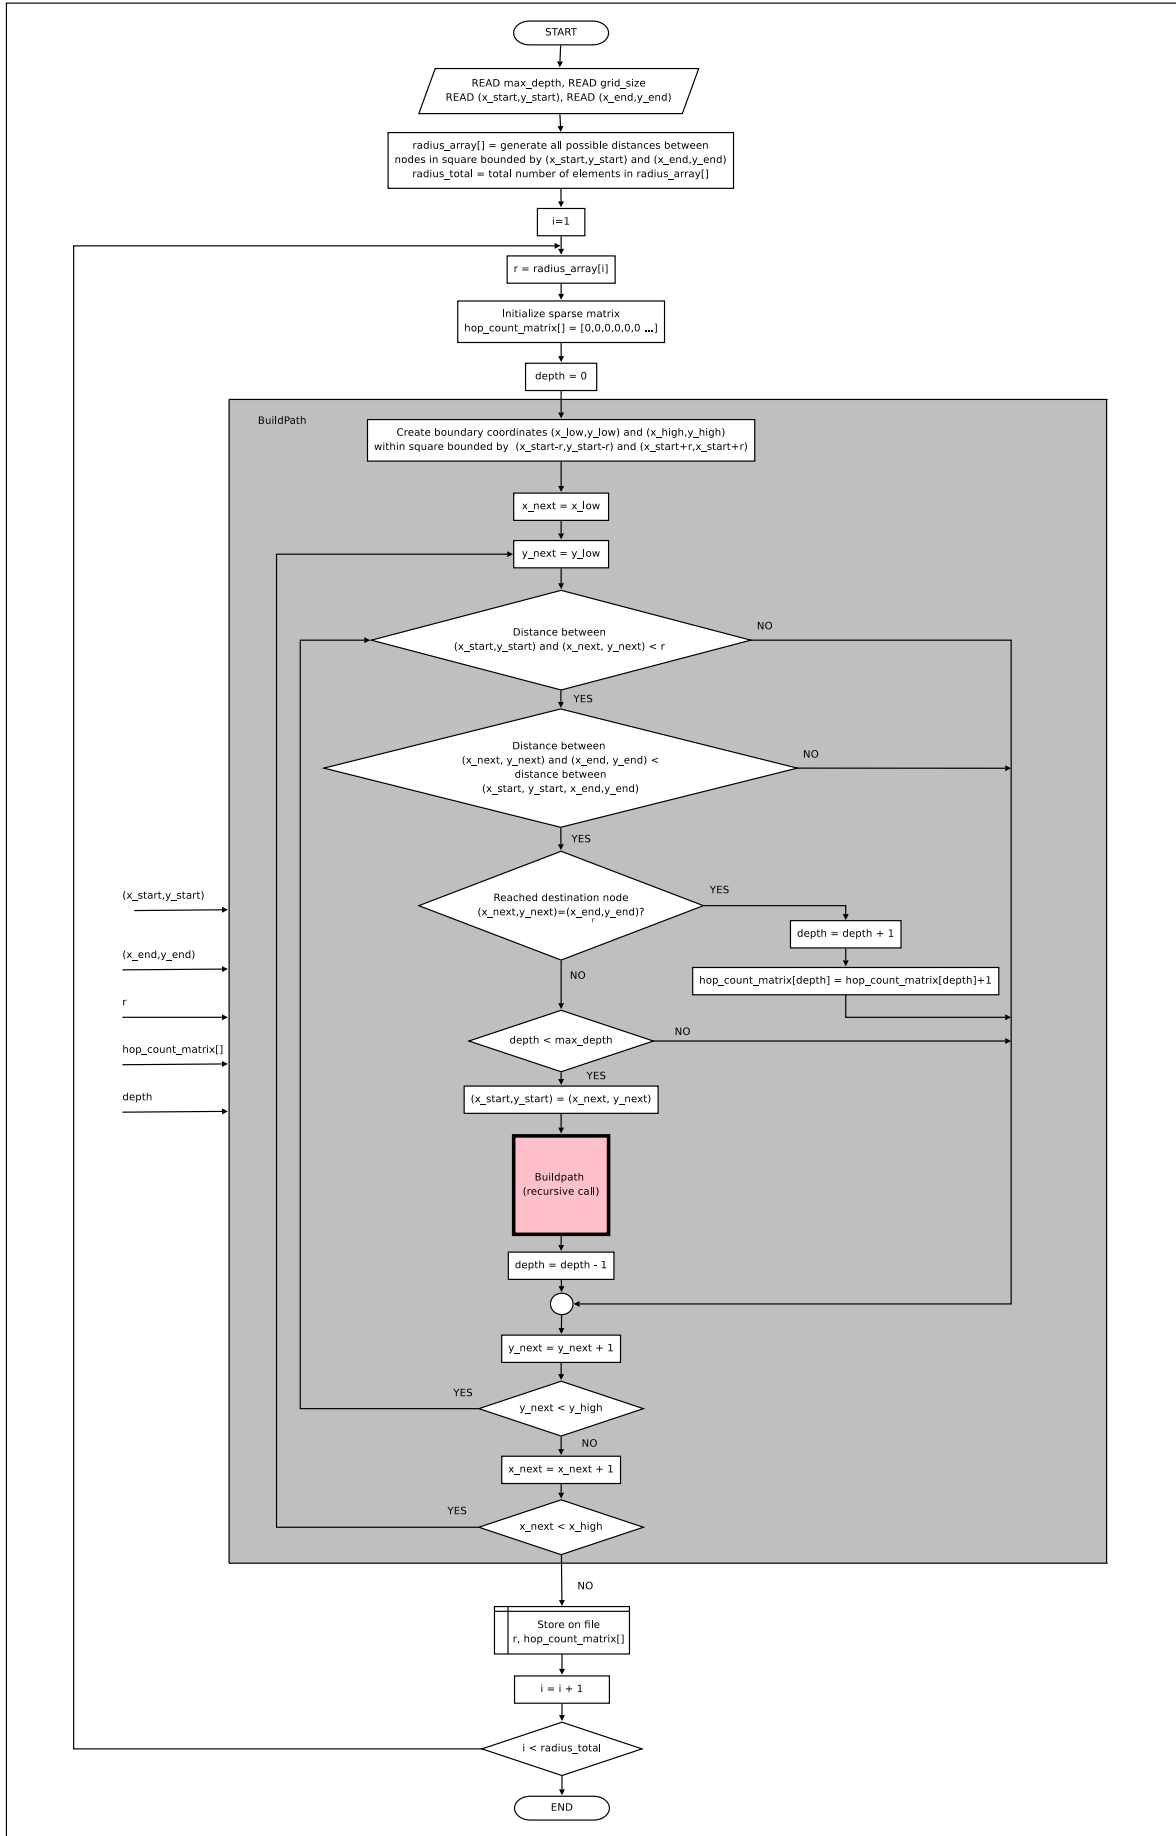 START
READ max_depth, READ grid_size
READ (x_start,y_start), READ (x_end,y_end)
radius_array[] = generate all possible distances between
nodes in square bounded by (x_start,y_start) and (x_end,y_end)
radius_total = total number of elements in radius_array[]
i=1
r = radius_array[i]
Initialize sparse matrix
hop_count_matrix[] = [0,0,0,0,0,0 ...]
depth = 0
BuildPath
Create boundary coordinates (x_low,y_low) and (x_high,y_high)
within square bounded by (x_start-r,y_start-r) and (x_start+r,x_start+r)
x_next = x_low
y_next = y_low
Distance between
(x_start,y_start) and (x_next, y_next) < r
NO
YES
Distance between
(x_next, y_next) and (x_end, y_end) <
distance between
(x_start, y_start, x_end,y_end)
NO
YES
Reached destination node
(x_next,y_next)=(x_end,y_end)?
r
YES
NO
depth = depth + 1
hop_count_matrix[depth] = hop_count_matrix[depth]+1
(x_start,y_start)
(x_end,y_end)
r
hop_count_matrix[]
depth
depth < max_depth
NO
YES
(x_start,y_start) = (x_next, y_next)
Buildpath
(recursive call)
depth = depth - 1
y_next = y_next + 1
YES
y_next < y_high
NO
x_next = x_next + 1
YES
x_next < x_high
NO
Store on file
r, hop_count_matrix[]
i = i + 1
i < radius_total
END